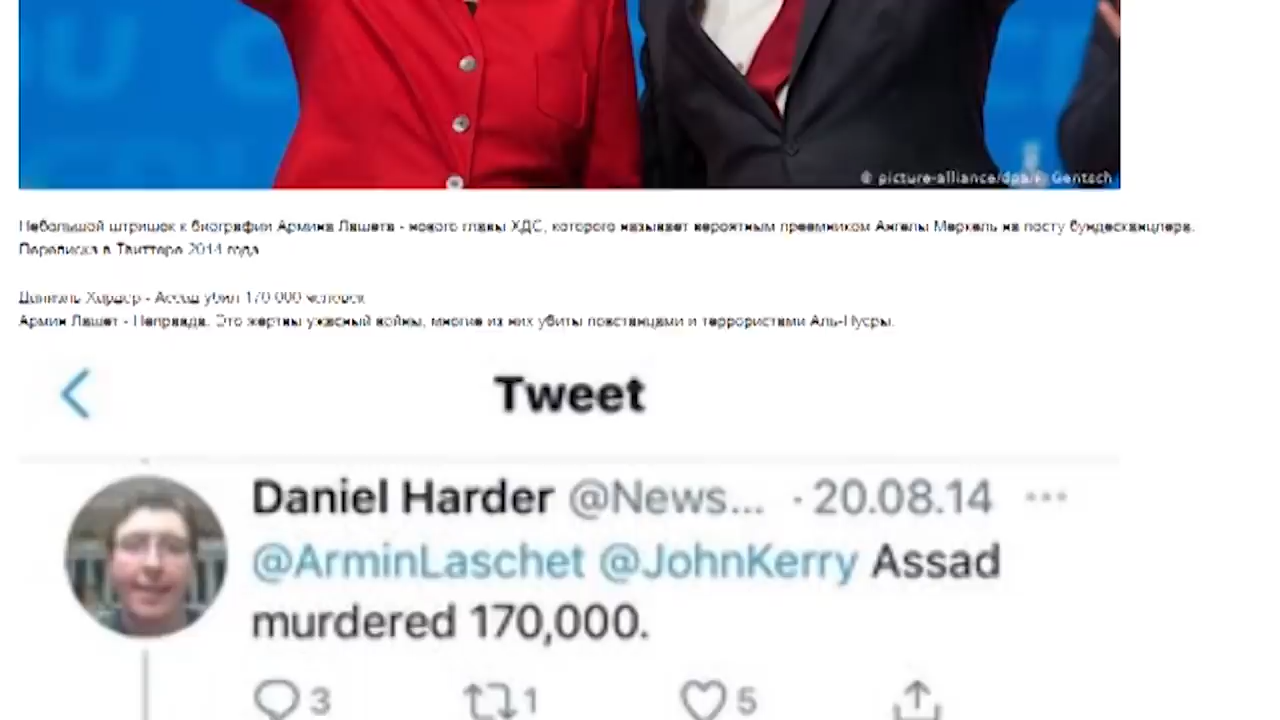 © picture-alliance/dpa/ Gentsch
Небольшой штришок к биографии Армина Лашета - нового главы ХДС, которого называет вероятным преемником Ангелы Меркель на посту бундесканцлера.
Переписка в Твиттере 2014 года
Даниэль Хардер - Ассад убил 170 000 человек
Армин Лашет - Неправда. Это жертвы ужасный войны, многие из них убиты повстанцами и террористами Аль-Нусры.
Tweet
Daniel Harder @News... · 20.08.14 ...
@ArminLaschet @JohnKerry Assad
murdered 170,000.
3 1 5